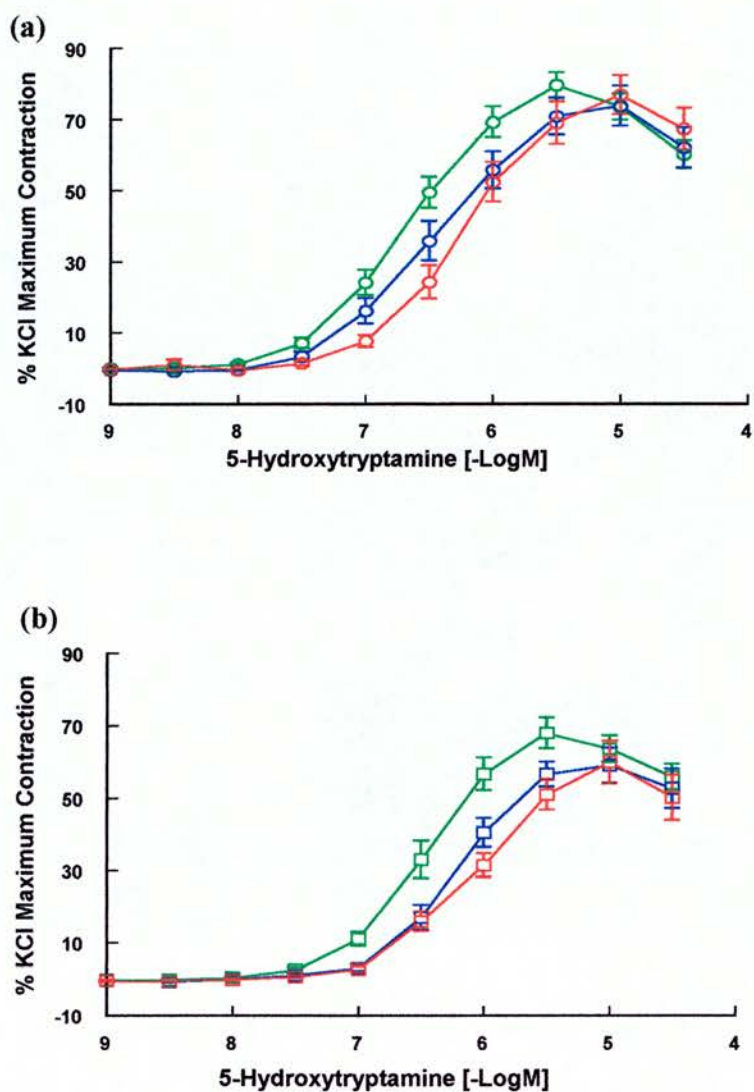 (a)
90
70
50
30
10
-10
% KCl Maximum Contraction
9 8 7 6 5 4
5-Hydroxytryptamine [-LogM]
(b)
90
70
50
30
10
-10
% KCl Maximum Contraction
9 8 7 6 5 4
5-Hydroxytryptamine [-LogM]